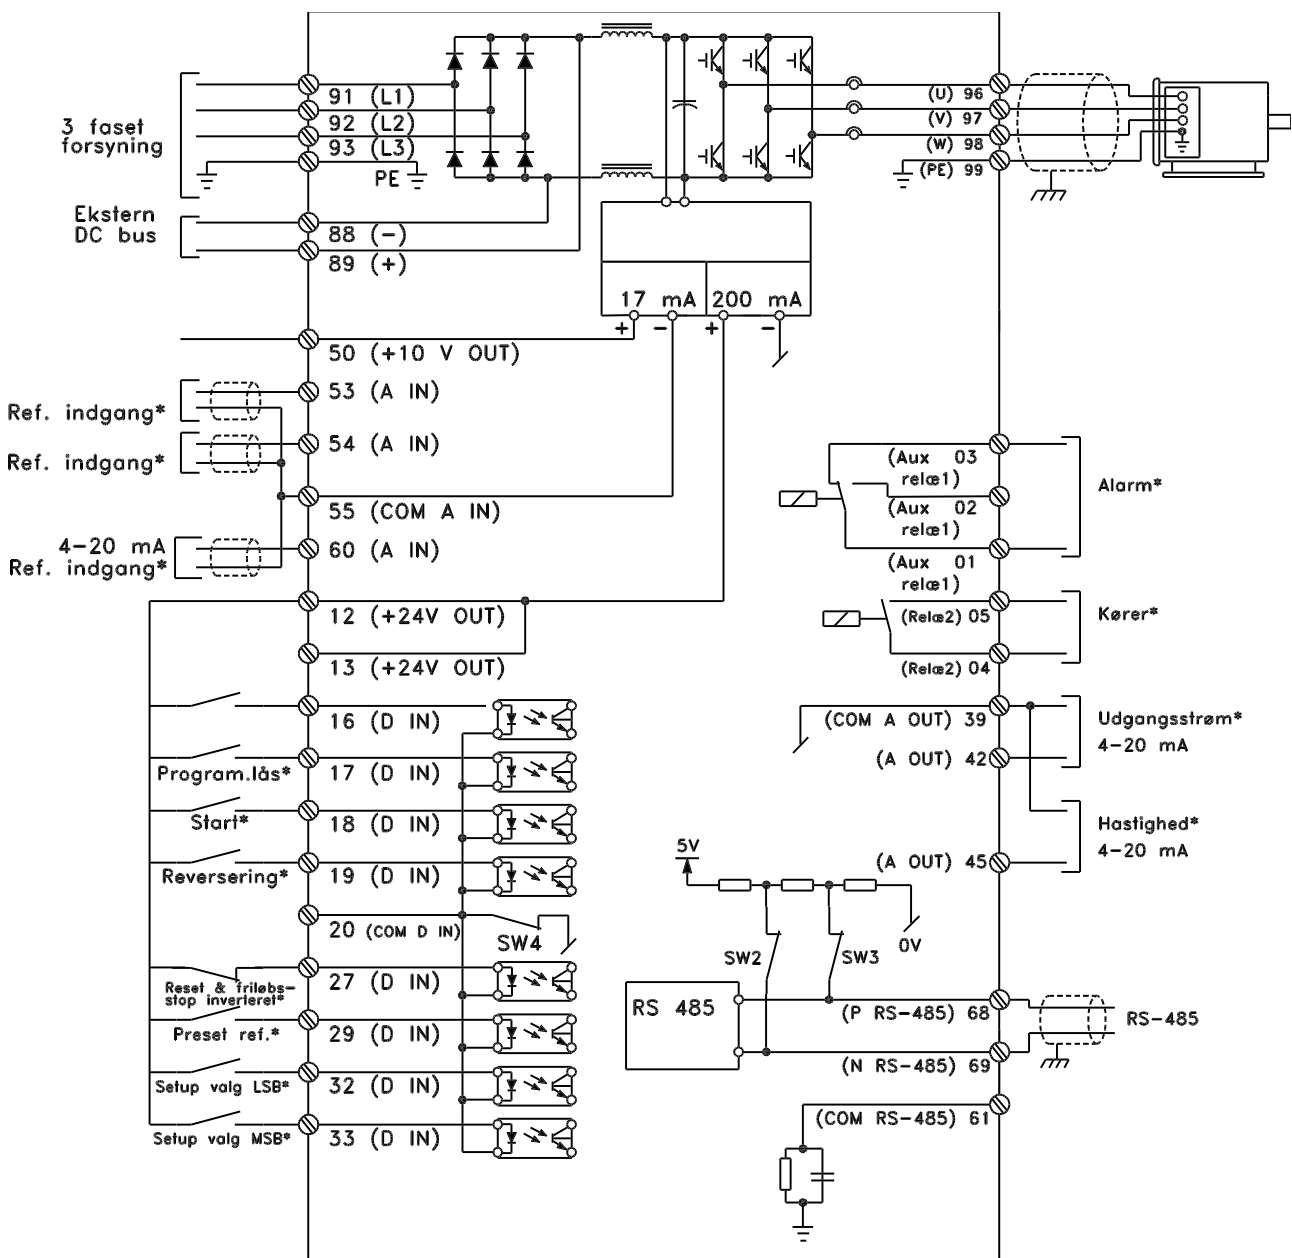 91 (L1)
92 (L2)
93 (L3)
PE
3 faset
forsyning
(U) 96
(V) 97
(W) 98
(PE) 99
Ekstern
DC bus
88 (−)
89 (+)
17 mA
200 mA
+ − + −
50 (+10 V OUT)
53 (A IN)
Ref. indgang*
54 (A IN)
Ref. indgang*
55 (COM A IN)
4−20 mA
Ref. indgang*
60 (A IN)
12 (+24V OUT)
13 (+24V OUT)
(Aux 03
relæ1)
(Aux 02
relæ1)
(Aux 01
relæ1)
Alarm*
(Relæ2) 05
(Relæ2) 04
Kører*
16 (D IN)
Program.lås*
17 (D IN)
Start*
18 (D IN)
Reversering*
19 (D IN)
20 (COM D IN)
SW4
Reset & friløbs−
stop inverteret*
27 (D IN)
Preset ref.*
29 (D IN)
Setup valg LSB*
32 (D IN)
Setup valg MSB*
33 (D IN)
(COM A OUT) 39
(A OUT) 42
Udgangsstrøm*
4−20 mA
Hastighed*
4−20 mA
(A OUT) 45
5V
0V
SW2
SW3
RS 485
(P RS−485) 68
(N RS−485) 69
RS−485
(COM RS−485) 61